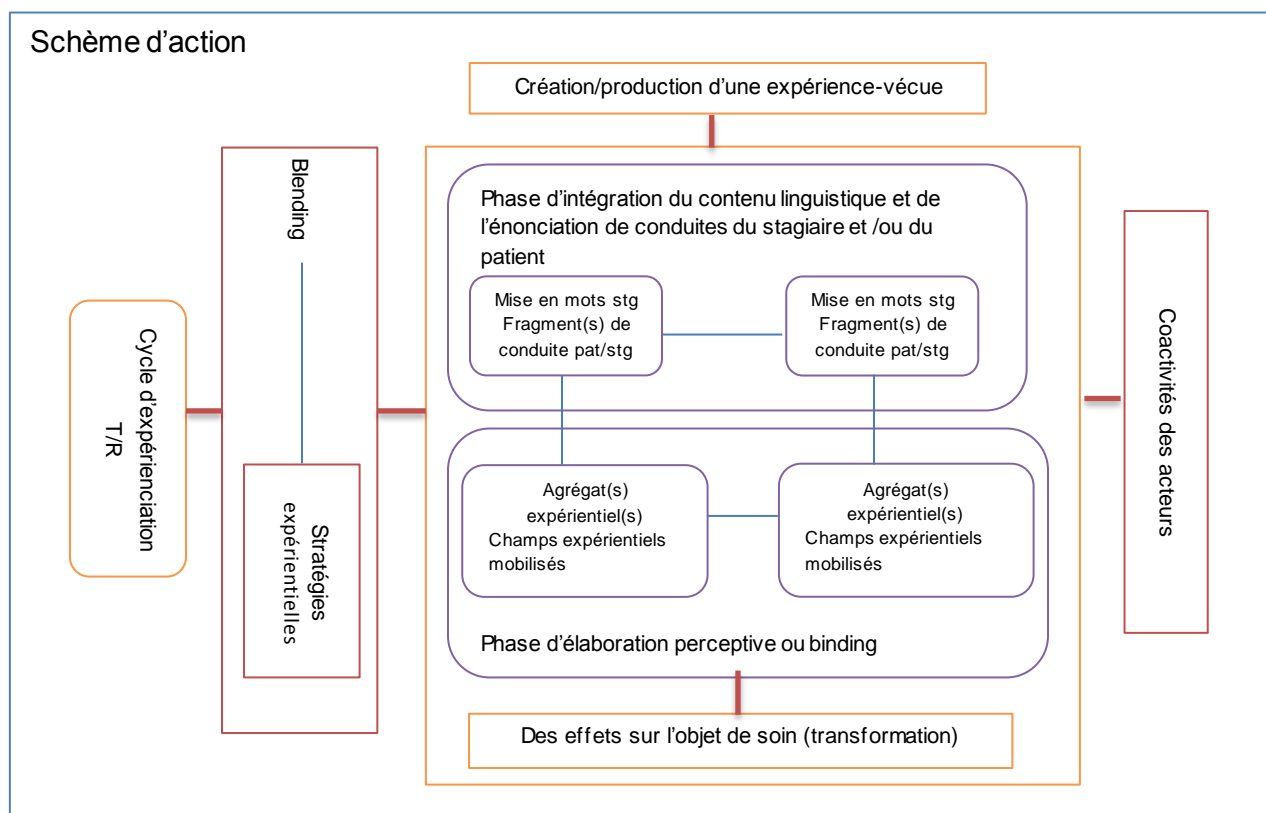 Schème d'action
Création/production d'une expérience-vécue
Cycle d'expérienciation
T/R
Blending
Stratégies
expérientielles
Phase d'intégration du contenu linguistique et de
l'énonciation de conduites du stagiaire et /ou du
patient
Mise en mots stg
Fragment(s) de
conduite pat/stg
Mise en mots stg
Fragment(s) de
conduite pat/stg
Agrégat(s)
expérientiel(s)
Champs expérientiels
mobilisés
Agrégat(s)
expérientiel(s)
Champs expérientiels
mobilisés
Phase d'élaboration perceptive ou binding
Des effets sur l'objet de soin (transformation)
Coactivités des acteurs